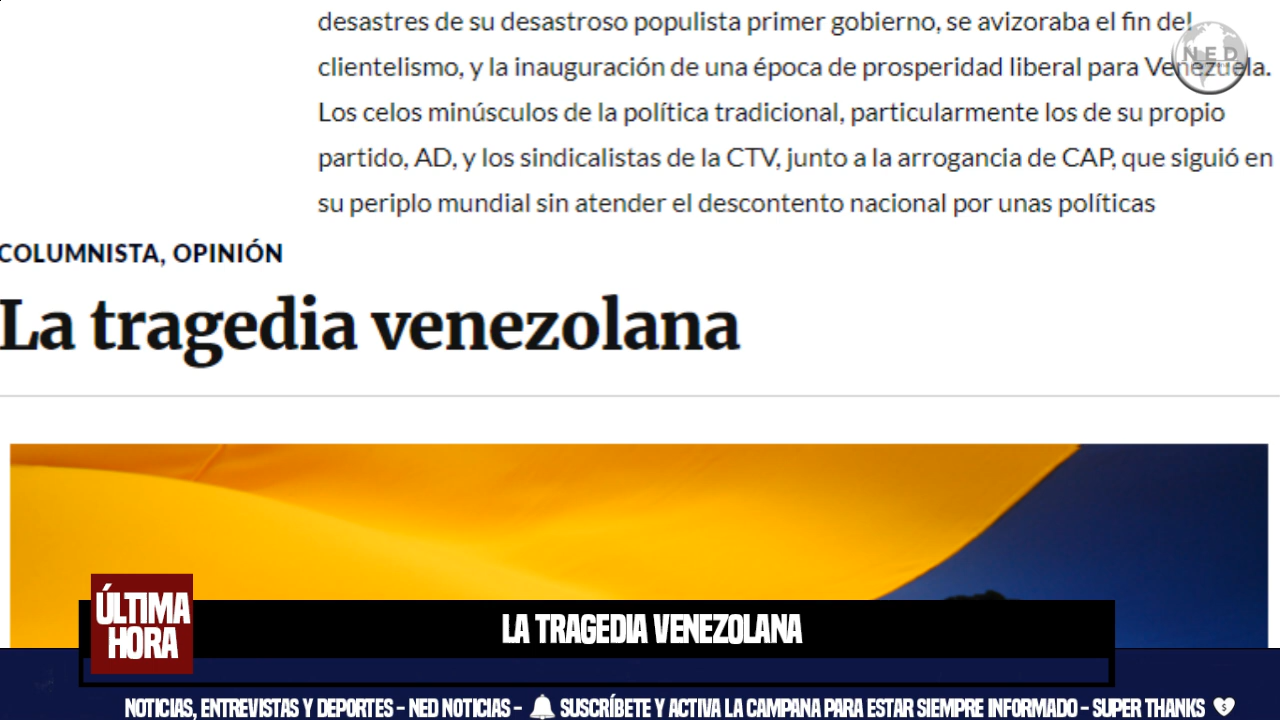 desastres de su desastroso populista primer gobierno, se avizoraba el fin del
clientelismo, y la inauguración de una época de prosperidad liberal para Venezuela.
Los celos minúsculos de la política tradicional, particularmente los de su propio
partido, AD, y los sindicalistas de la CTV, junto a la arrogancia de CAP, que siguió en
su periplo mundial sin atender el descontento nacional por unas políticas
NED
COLUMNISTA, OPINIÓN
La tragedia venezolana
ÚLTIMA
HORA
LA TRAGEDIA VENEZOLANA
NOTICIAS, ENTREVISTAS Y DEPORTES - NED NOTICIAS - SUSCRÍBETE Y ACTIVA LA CAMPANA PARA ESTAR SIEMPRE INFORMADO - SUPER THANKS